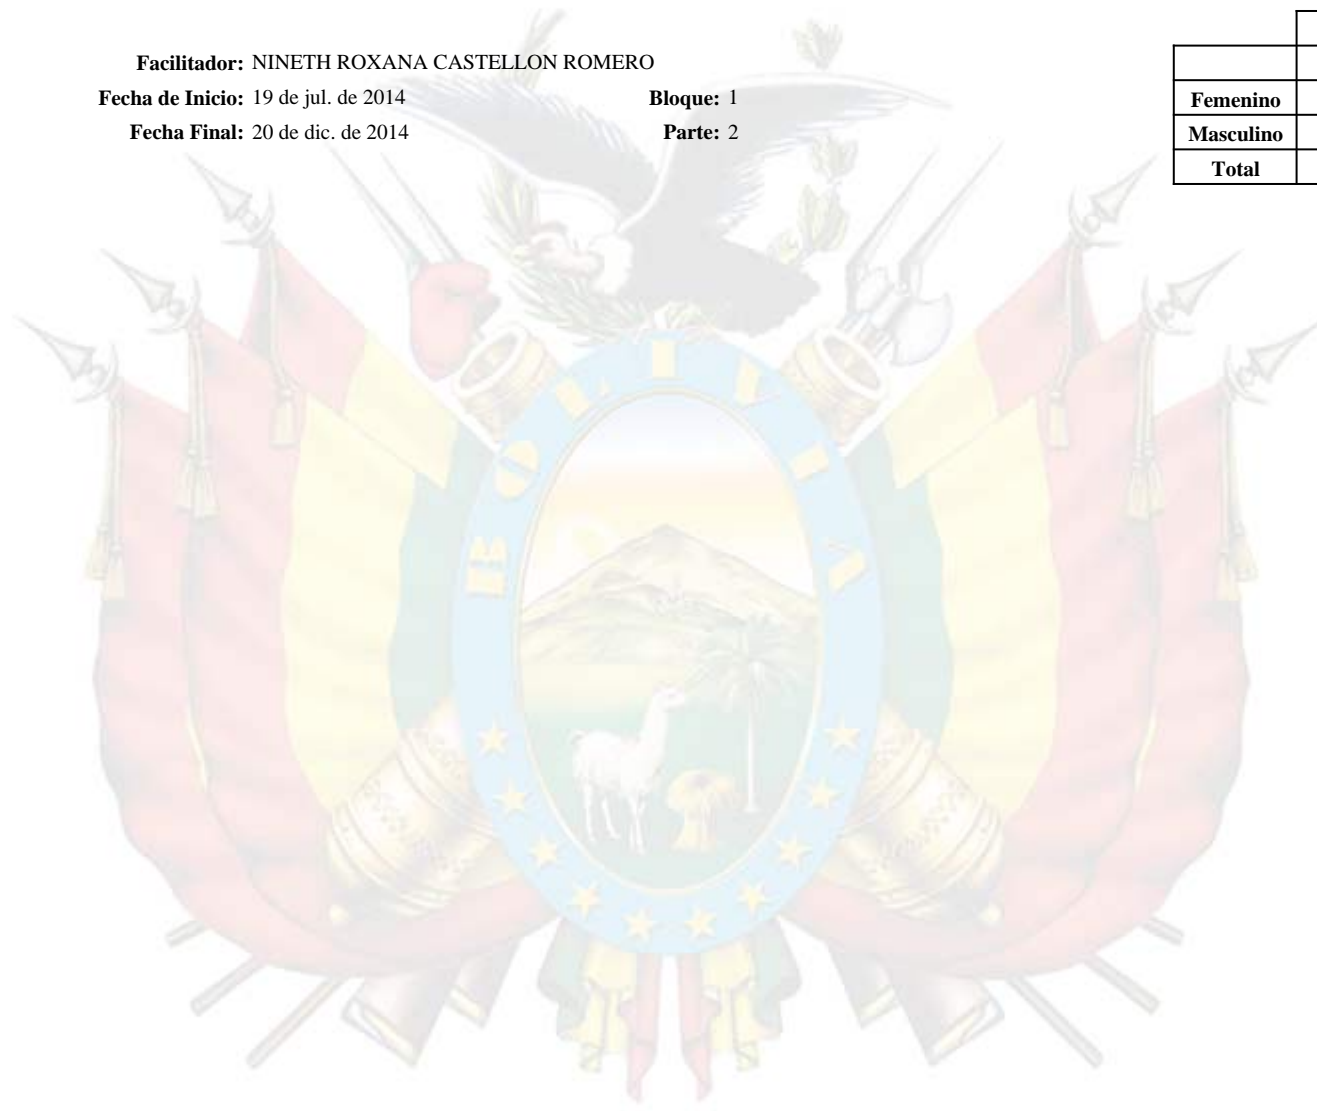 Facilitador: NINETH ROXANA CASTELLON ROMERO
Fecha de Inicio: 19 de jul. de 2014 Bloque: 1
Fecha Final: 20 de dic. de 2014 Parte: 2
Femenino
Masculino
Total
BOLIVIA